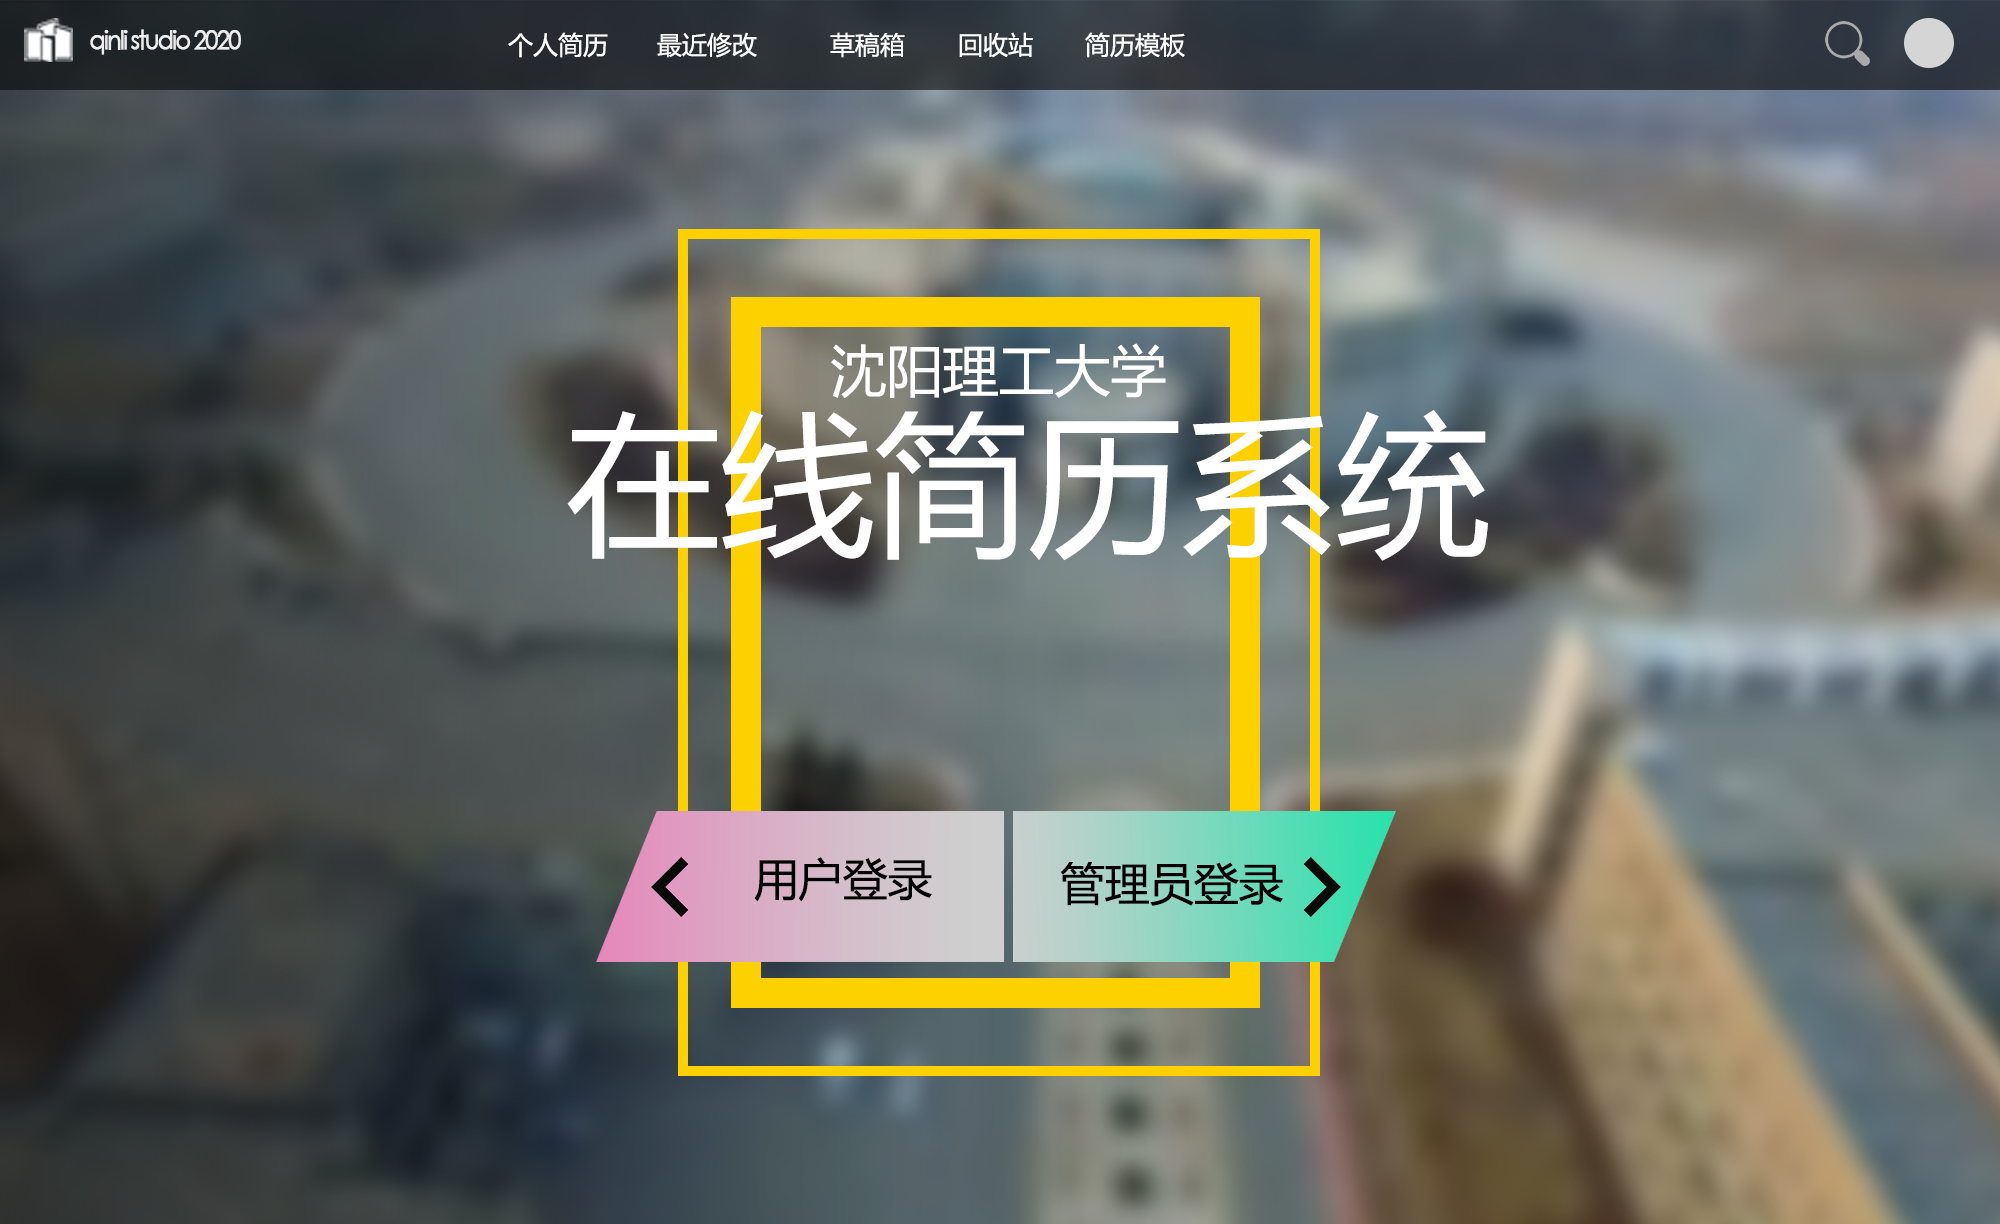 qinli studio 2020
个人简历 最近修改 草稿箱 回收站 简历模板
沈阳理工大学
在线简历系统
用户登录 管理员登录